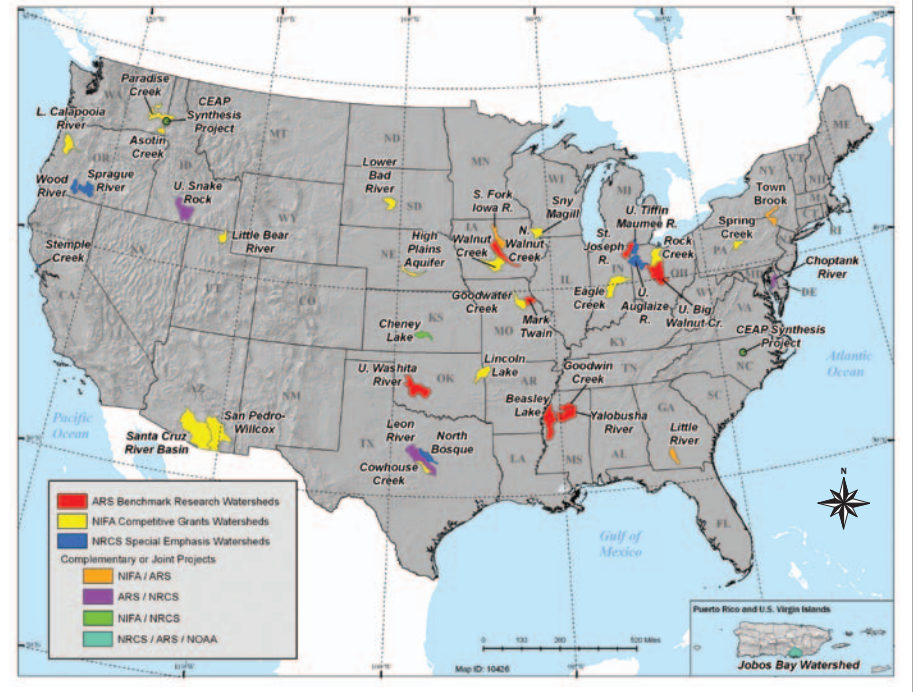 Paradise
Creek
CEAP
Synthesis
Project
L. Calapooia
River
Asotin
Creek
WA
MT
ND
MN
ME
OR
ID
Wood
River
Sprague
River
U. Snake
Rock
Lower
Bad
River
SD
WI
MI
NY
VT
NH
MA
CT
RI
Town
Brook
S. Fork
Iowa R.
Sny
Magill
U. Tiffin
Maumee R.
WY
Little Bear
River
Stemple
Creek
NV
UT
CO
CA
High
Plains
Aquifer
NE
IA
Walnut
Creek
N.
Walnut
Creek
St.
Joseph
R.
Rock
Creek
Spring
Creek
PA
Choptank
River
DE
IL
IN
OH
WV
VA
Eagle
Creek
U.
Auglaize
R.
U. Big
Walnut Cr.
Goodwater
Creek
Mark
Twain
MO
KS
Cheney
Lake
KY
CEAP Synthesis
Project
NC
TN
SC
Atlantic
Ocean
Lincoln
Lake
U. Washita
River
OK
AR
Goodwin
Creek
Beasley
Lake
Yalobusha
River
GA
Little
River
AZ
NM
San Pedro-
Willcox
Santa Cruz
River Basin
Pacific
Ocean
TX
Leon
River
North
Bosque
Cowhouse
Creek
LA
MS
AL
FL
Gulf of
Mexico
N
ARS Benchmark Research Watersheds
NIFA Competitive Grants Watersheds
NRCS Special Emphasis Watersheds
Complementary or Joint Projects
NIFA / ARS
ARS / NRCS
NIFA / NRCS
NRCS / ARS / NOAA
0 130 260 520 Miles
Map ID: 10426
Puerto Rico and U.S. Virgin Islands
Jobos Bay Watershed